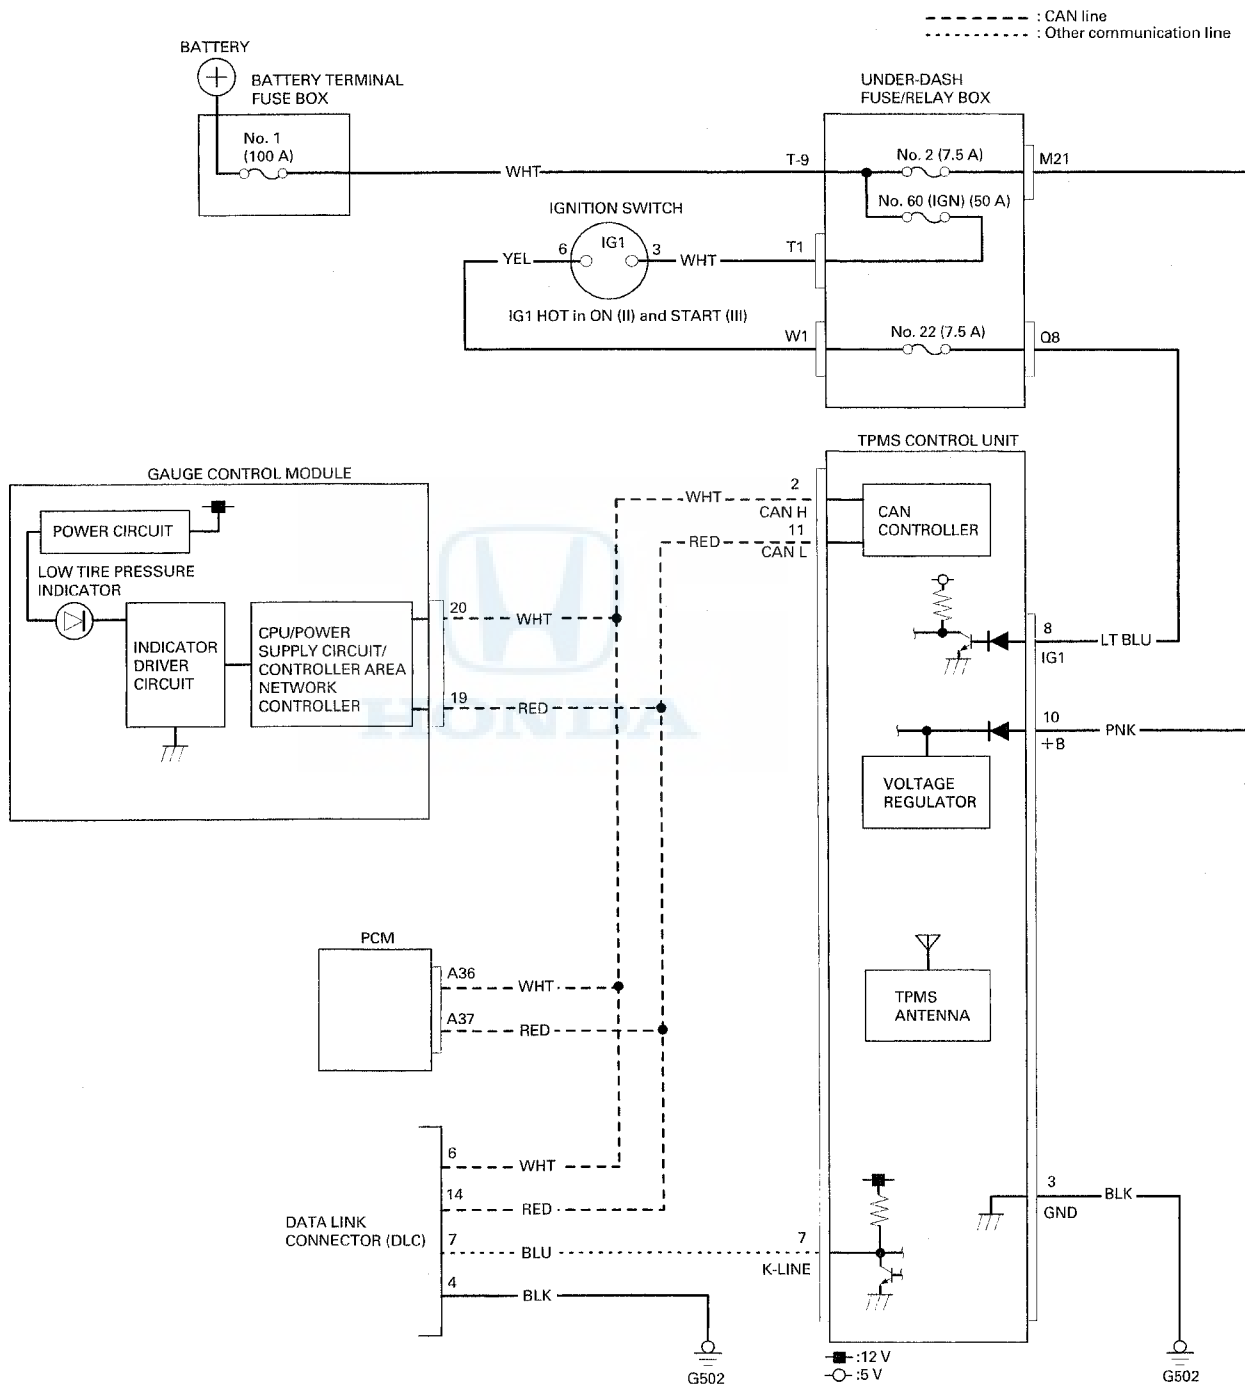 : CAN line
: Other communication line
BATTERY
BATTERY TERMINAL
FUSE BOX
No. 1
(100 A)
WHT
UNDER-DASH
FUSE/RELAY BOX
T-9
No. 2 (7.5 A)
M21
No. 60 (IGN) (50 A)
IGNITION SWITCH
IG1
6
3
YEL
WHT
T1
IG1 HOT in ON (II) and START (III)
W1
No. 22 (7.5 A)
Q8
TPMS CONTROL UNIT
GAUGE CONTROL MODULE
POWER CIRCUIT
LOW TIRE PRESSURE
INDICATOR
INDICATOR
DRIVER
CIRCUIT
CPU/POWER
SUPPLY CIRCUIT/
CONTROLLER AREA
NETWORK
CONTROLLER
20
WHT
19
RED
WHT
2
CAN H
RED
11
CAN L
CAN
CONTROLLER
8
IG1
LT BLU
10
+B
PNK
VOLTAGE
REGULATOR
HONDA
PCM
A36
WHT
A37
RED
TPMS
ANTENNA
DATA LINK
CONNECTOR (DLC)
6
WHT
14
RED
7
BLU
7
K-LINE
4
BLK
G502
3
GND
BLK
G502
:12 V
:5 V